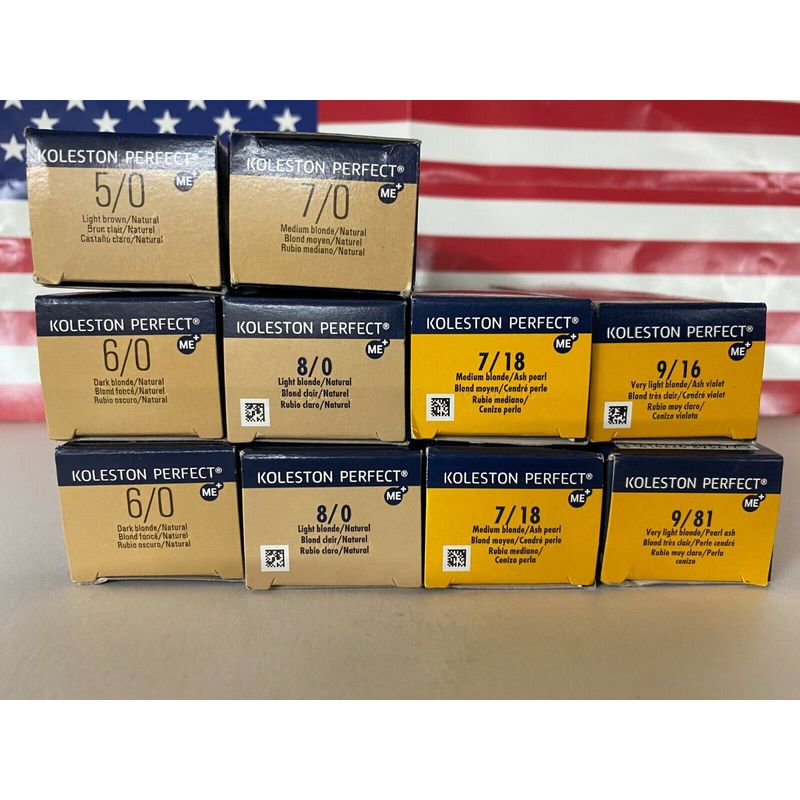 KOLESTON PERFECT®
5/0
ME+
Light brown/Natural
Brun clair/Naturel
Castaño claro/Natural
KOLESTON PERFECT®
7/0
ME+
Medium blonde/Natural
Blond moyen/Naturel
Rubio mediano/Natural
KOLESTON PERFECT®
6/0
ME+
Dark blonde/Natural
Blond foncé/Naturel
Rubio oscuro/Natural
KOLESTON PERFECT®
8/0
ME+
Light blonde/Natural
Blond clair/Naturel
Rubio claro/Natural
KOLESTON PERFECT®
7/18
ME+
Medium blonde/Ash pearl
Blond moyen/Cendré perle
Rubio mediano/
Cenizo perla
KOLESTON PERFECT®
9/16
ME+
Very light blonde/Ash violet
Blond très clair/Cendré violet
Rubio muy claro/
Cenizo violeta
KOLESTON PERFECT®
6/0
ME+
Dark blonde/Natural
Blond foncé/Naturel
Rubio oscuro/Natural
KOLESTON PERFECT®
8/0
ME+
Light blonde/Natural
Blond clair/Naturel
Rubio claro/Natural
KOLESTON PERFECT®
7/18
ME+
Medium blonde/Ash pearl
Blond moyen/Cendré perle
Rubio mediano/
Cenizo perla
KOLESTON PERFECT®
9/81
ME+
Very light blonde/Pearl ash
Blond très clair/Perle cendré
Rubio muy claro/Perla
cenizo